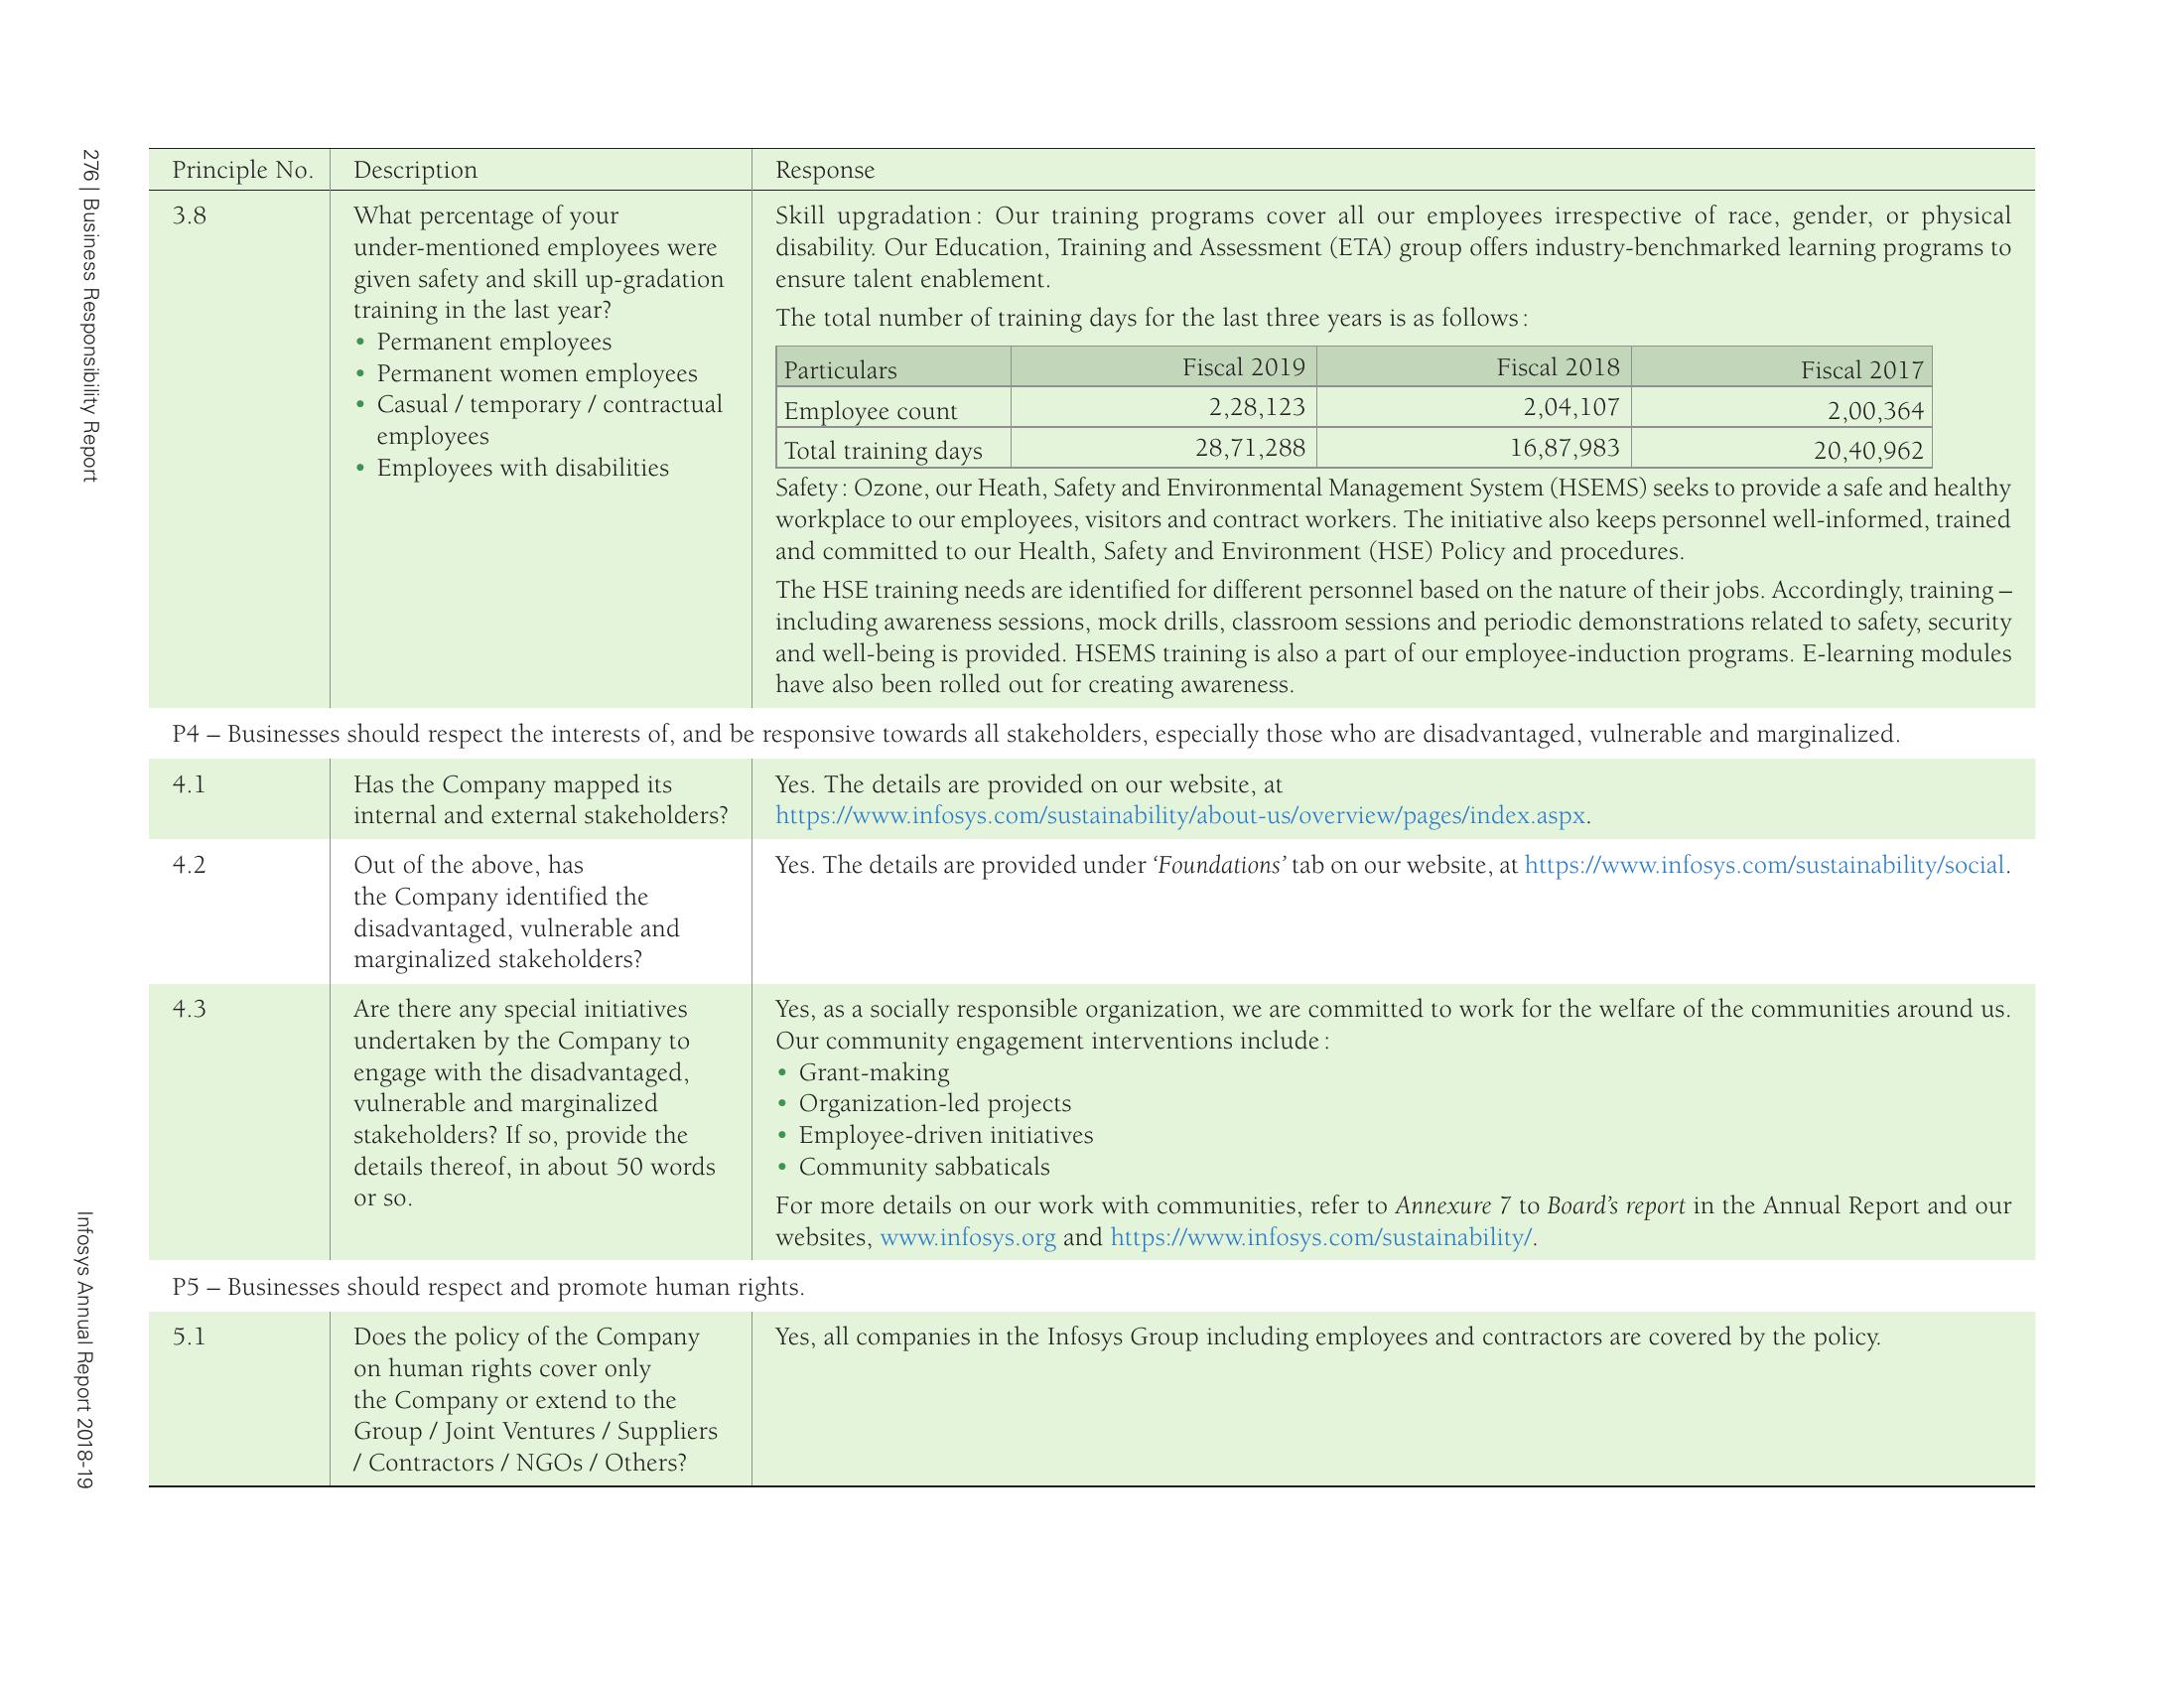 276 | Business Responsibility Report
Infosys Annual Report 2018-19
Principle No. Description Response
3.8
What percentage of your
under-mentioned employees were
given safety and skill up-gradation
training in the last year?
• Permanent employees
• Permanent women employees
• Casual / temporary / contractual
employees
• Employees with disabilities
Skill upgradation: Our training programs cover all our employees irrespective of race, gender, or physical
disability. Our Education, Training and Assessment (ETA) group offers industry-benchmarked learning programs to
ensure talent enablement.
The total number of training days for the last three years is as follows:
Particulars Fiscal 2019 Fiscal 2018 Fiscal 2017
Employee count 2,28,123 2,04,107 2,00,364
Total training days 28,71,288 16,87,983 20,40,962
Safety: Ozone, our Heath, Safety and Environmental Management System (HSEMS) seeks to provide a safe and healthy
workplace to our employees, visitors and contract workers. The initiative also keeps personnel well-informed, trained
and committed to our Health, Safety and Environment (HSE) Policy and procedures.
The HSE training needs are identified for different personnel based on the nature of their jobs. Accordingly, training –
including awareness sessions, mock drills, classroom sessions and periodic demonstrations related to safety, security
and well-being is provided. HSEMS training is also a part of our employee-induction programs. E-learning modules
have also been rolled out for creating awareness.
P4 – Businesses should respect the interests of, and be responsive towards all stakeholders, especially those who are disadvantaged, vulnerable and marginalized.
4.1
Has the Company mapped its
internal and external stakeholders?
Yes. The details are provided on our website, at
https://www.infosys.com/sustainability/about-us/overview/pages/index.aspx.
4.2
Out of the above, has
the Company identified the
disadvantaged, vulnerable and
marginalized stakeholders?
Yes. The details are provided under ‘Foundations’ tab on our website, at https://www.infosys.com/sustainability/social.
4.3
Are there any special initiatives
undertaken by the Company to
engage with the disadvantaged,
vulnerable and marginalized
stakeholders? If so, provide the
details thereof, in about 50 words
or so.
Yes, as a socially responsible organization, we are committed to work for the welfare of the communities around us.
Our community engagement interventions include:
• Grant-making
• Organization-led projects
• Employee-driven initiatives
• Community sabbaticals
For more details on our work with communities, refer to Annexure 7 to Board’s report in the Annual Report and our
websites, www.infosys.org and https://www.infosys.com/sustainability/.
P5 – Businesses should respect and promote human rights.
5.1
Does the policy of the Company
on human rights cover only
the Company or extend to the
Group / Joint Ventures / Suppliers
/ Contractors / NGOs / Others?
Yes, all companies in the Infosys Group including employees and contractors are covered by the policy.